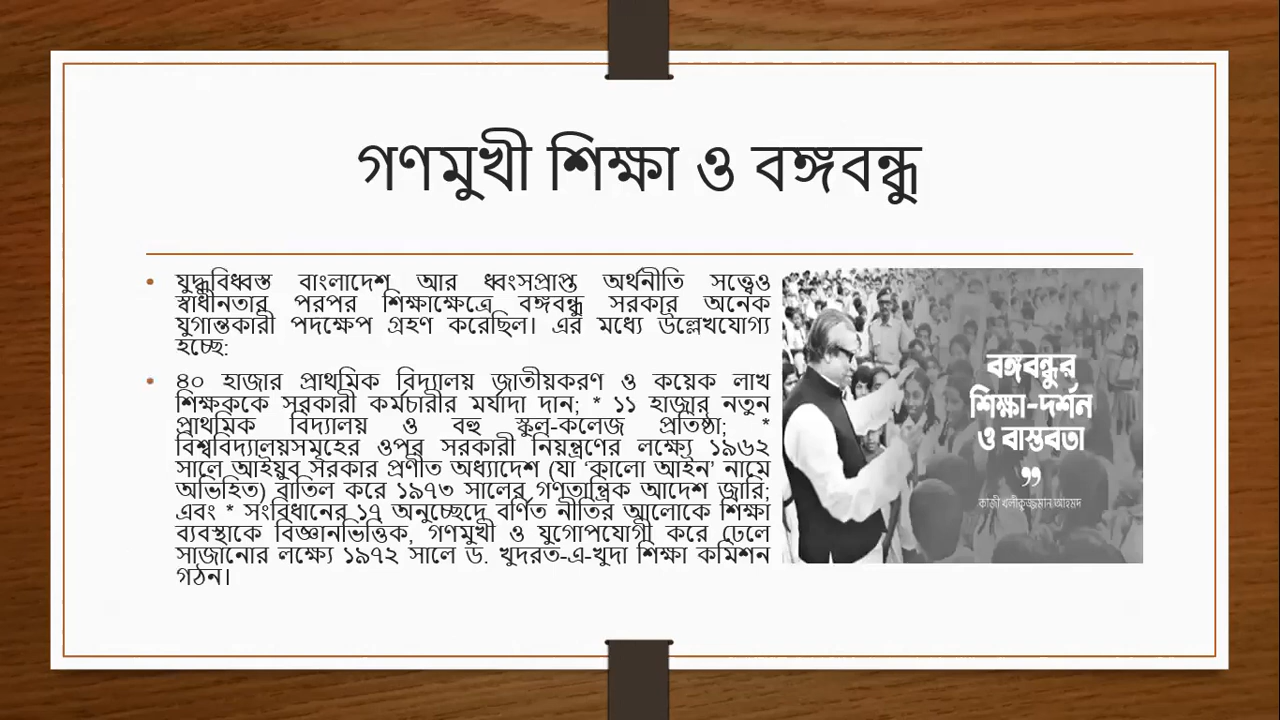 গণমুখী শিক্ষা ও বঙ্গবন্ধু
• যুদ্ধবিধ্বস্ত বাংলাদেশ আর ধ্বংসপ্রাপ্ত অর্থনীতি সত্ত্বেও
স্বাধীনতার পরপর শিক্ষাক্ষেত্রে বঙ্গবন্ধু সরকার অনেক
যুগান্তকারী পদক্ষেপ গ্রহণ করেছিল। এর মধ্যে উল্লেখযোগ্য
হচ্ছে:
• ৪০ হাজার প্রাথমিক বিদ্যালয় জাতীয়করণ ও কয়েক লাখ
শিক্ষককে সরকারী কর্মচারীর মর্যাদা দান; * ১১ হাজার নতুন
প্রাথমিক বিদ্যালয় ও বহু স্কুল-কলেজ প্রতিষ্ঠা; *
বিশ্ববিদ্যালয়সমূহের ওপর সরকারী নিয়ন্ত্রণের লক্ষ্যে ১৯৬২
সালে আইয়ুব সরকার প্রণীত অধ্যাদেশ (যা ‘কালো আইন’ নামে
অভিহিত) বাতিল করে ১৯৭৩ সালের গণতান্ত্রিক আদেশ জারি;
এবং * সংবিধানের ১৭ অনুচ্ছেদে বর্ণিত নীতির আলোকে শিক্ষা
ব্যবস্থাকে বিজ্ঞানভিত্তিক, গণমুখী ও যুগোপযোগী করে ঢেলে
সাজানোর লক্ষ্যে ১৯৭২ সালে ড. খুদরত-এ-খুদা শিক্ষা কমিশন
গঠন।
বঙ্গবন্ধুর
শিক্ষা-দর্শন
ও বাস্তবতা
”
কাজী খলীকুজ্জমান আহমদ